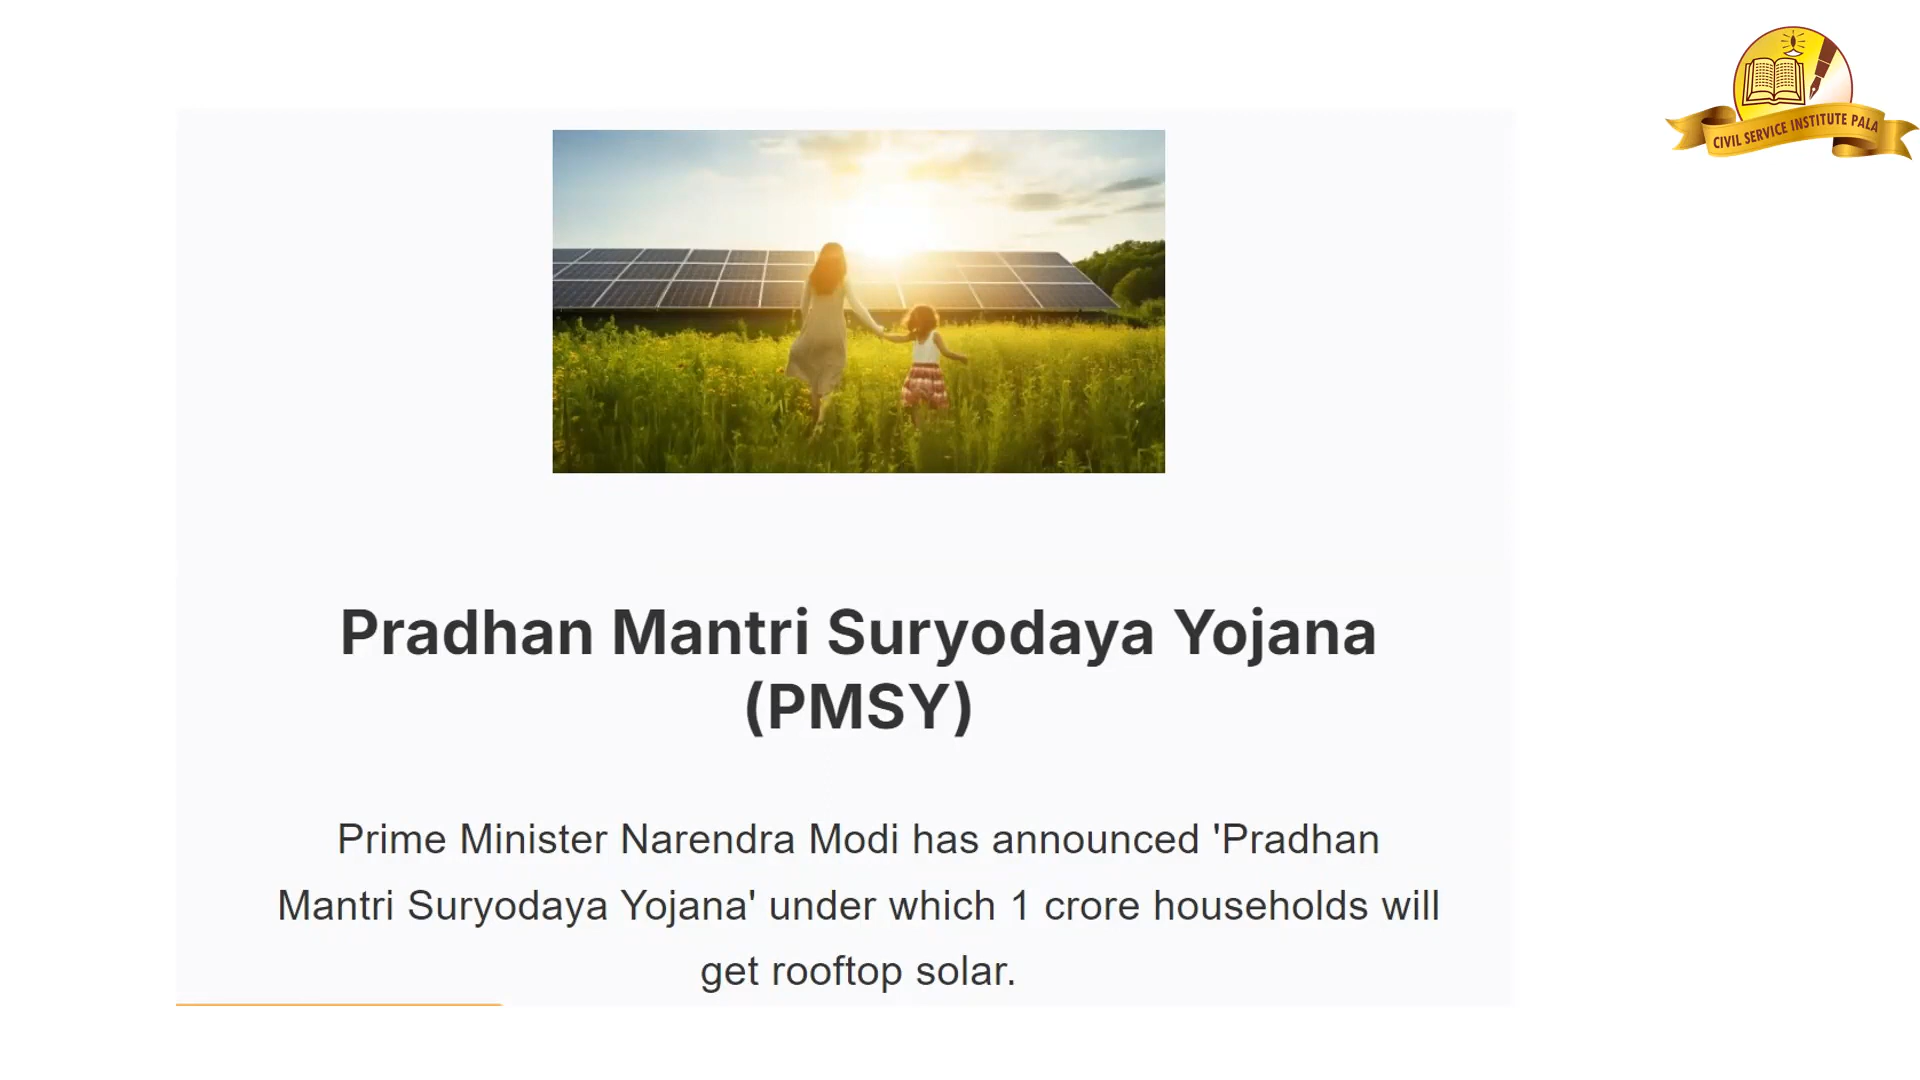 CIVIL SERVICE INSTITUTE PALA
Pradhan Mantri Suryodaya Yojana
(PMSY)
Prime Minister Narendra Modi has announced 'Pradhan
Mantri Suryodaya Yojana' under which 1 crore households will
get rooftop solar.